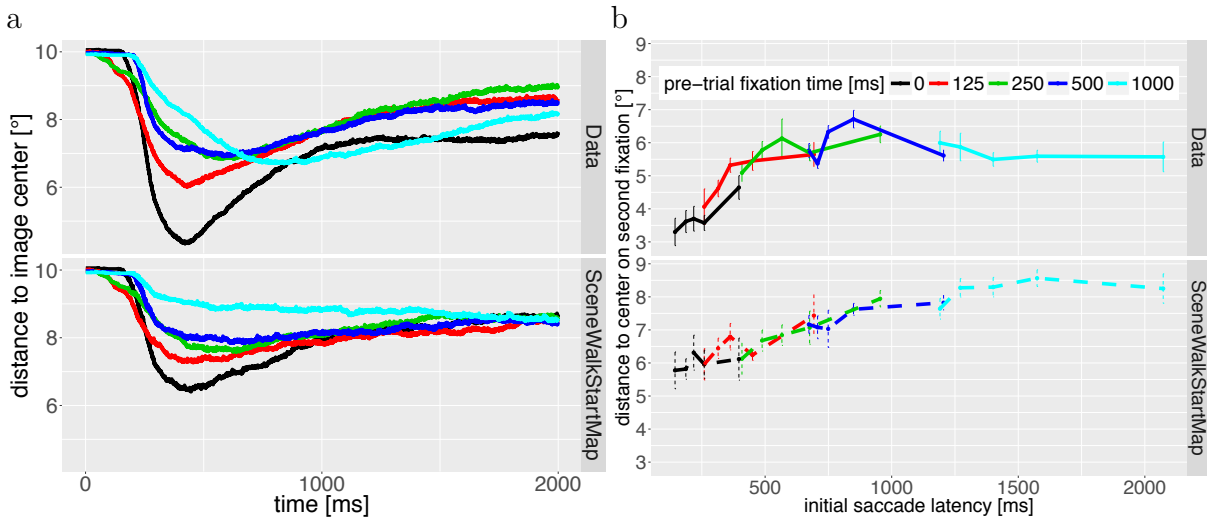 a
b
distance to image center [°]
10
8
6
Data
10
8
6
SceneWalkStartMap
0
1000
2000
time [ms]
distance to center on second fixation [°]
pre−trial fixation time [ms] 0 125 250 500 1000
9
8
7
6
5
4
3
Data
9
8
7
6
5
4
3
SceneWalkStartMap
500
1000
1500
2000
initial saccade latency [ms]